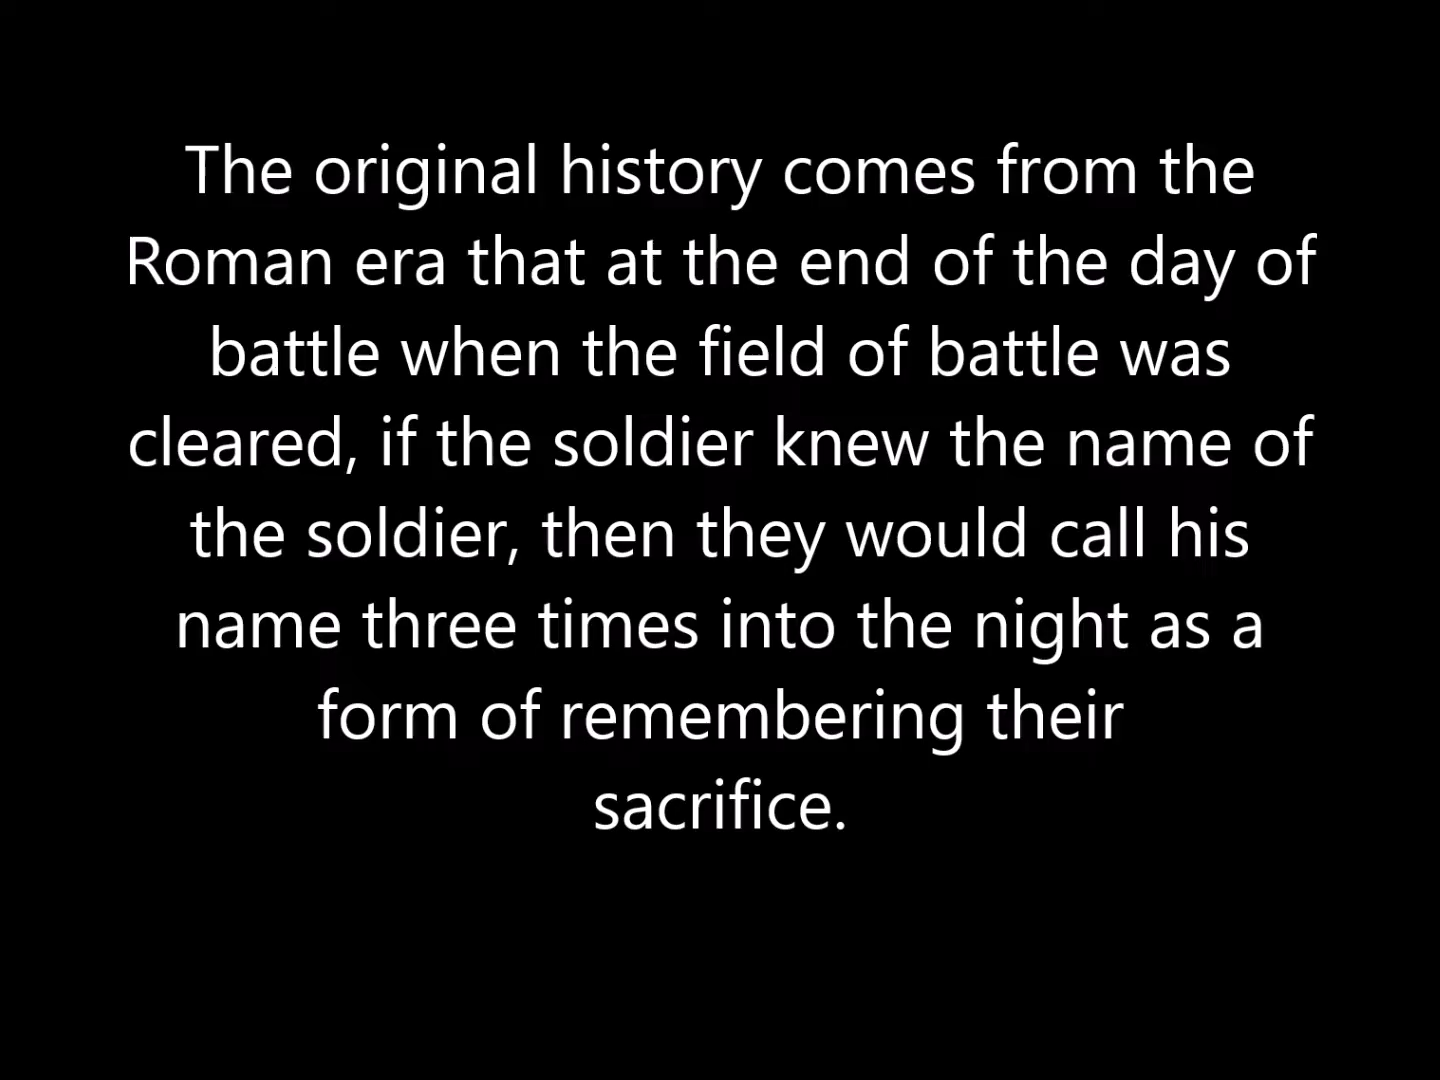 The original history comes from the
Roman era that at the end of the day of
battle when the field of battle was
cleared, if the soldier knew the name of
the soldier, then they would call his
name three times into the night as a
form of remembering their
sacrifice.